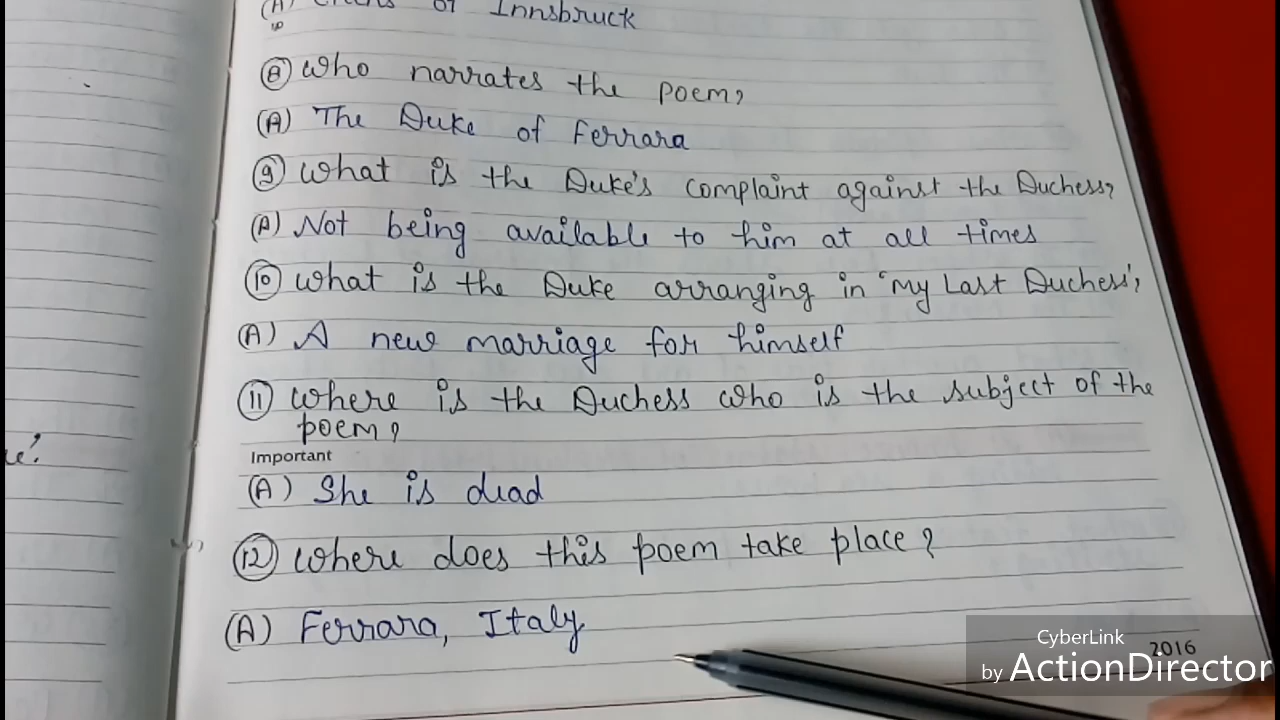 of Innsbruck
⑧ Who narrates the poem?
(A) The Duke of Ferrara
⑨ What is the Duke's complaint against the Duchess?
(A) Not being available to him at all times
⑩ What is the Duke arranging in 'My Last Duchess'?
(A) A new marriage for himself
⑪ Where is the Duchess who is the subject of the
poem?
Important
(A) She is dead
⑫ Where does this poem take place?
(A) Ferrara, Italy
2016
CyberLink
by ActionDirector